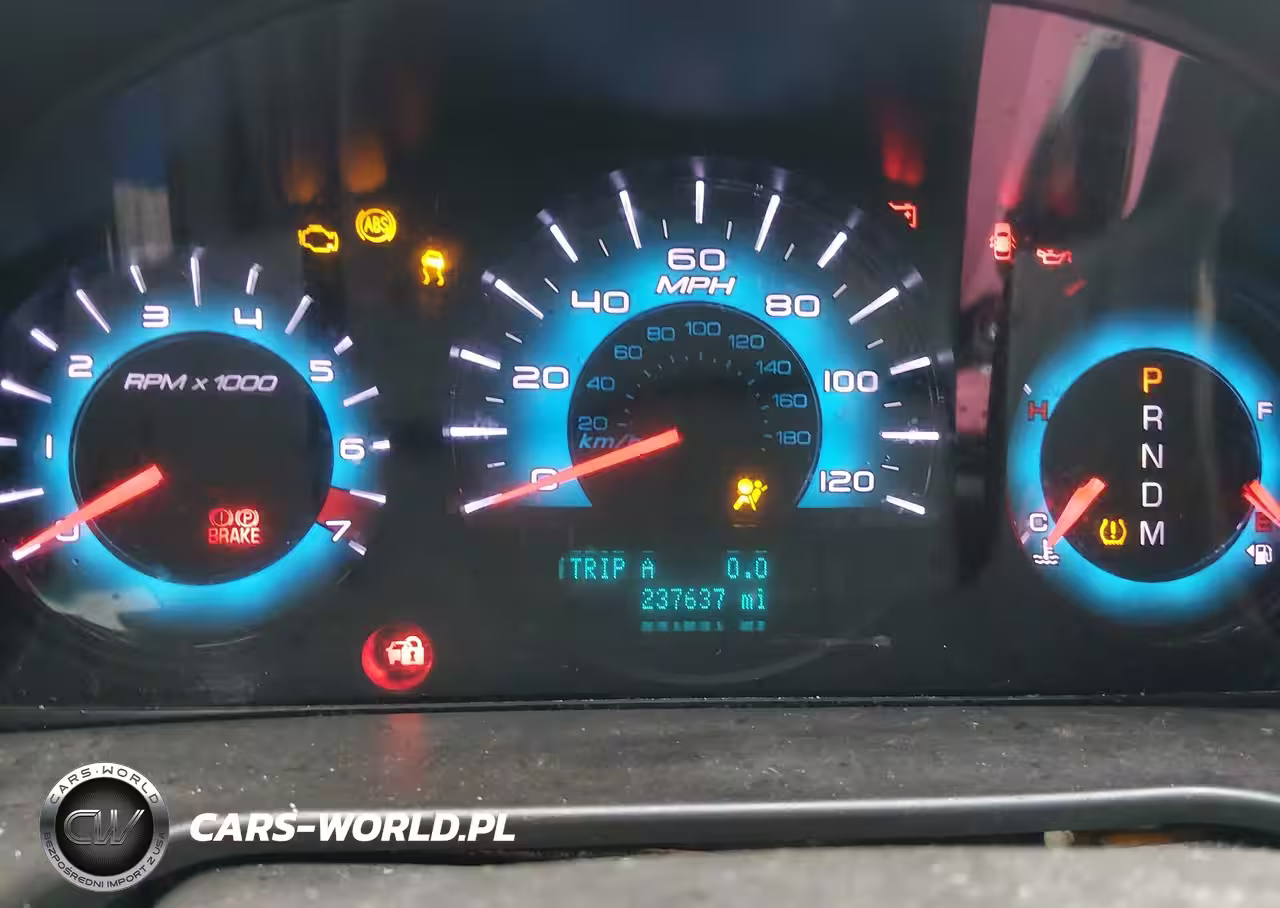 ABS
60
MPH
40
80
20
100
0
120
80
100
60
120
40
140
20
160
km/h
180
3
4
2
5
1
6
0
7
RPM x 1000
BRAKE
P
R
N
D
M
H
C
F
E
TRIP A 0.0
237637 mi
CARS-WORLD
CW
BEZPOŚREDNI IMPORT Z USA
CARS-WORLD.PL